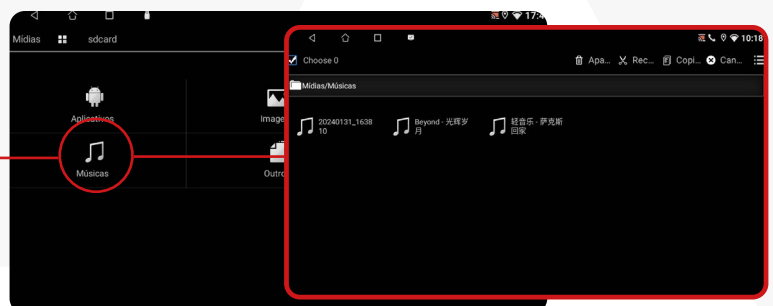 17:4
Mídias sdcard
Aplicativos
Image
Músicas
Outro
10:18
Choose 0 Apa... Rec... Copi... Can...
Mídias/Músicas
20240131_1638
10
Beyond - 光辉岁
月
轻音乐 - 萨克斯
回家